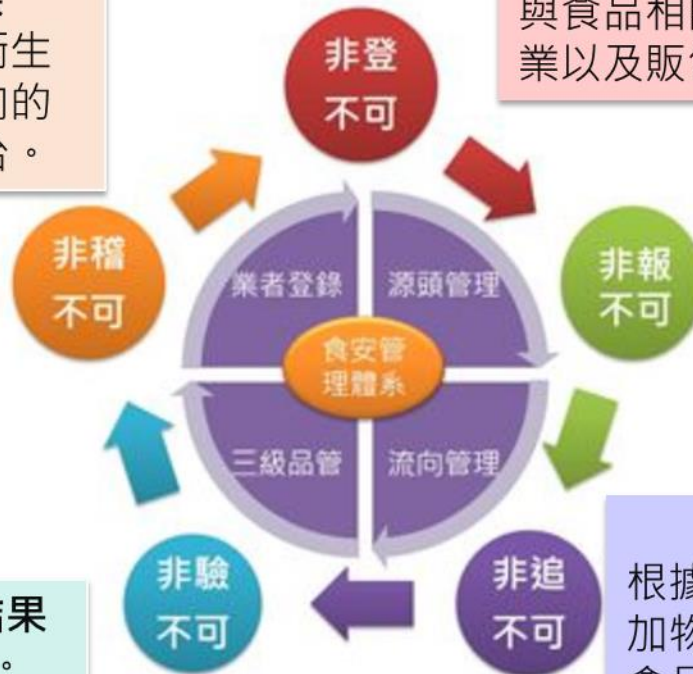 衛生
的
台。
與食品相
業以及販
非登
不可
非稽
不可
非報
不可
業者登錄
源頭管理
食安管
理體系
三級品管
流向管理
非驗
不可
非追
不可
果
。
根據
加物